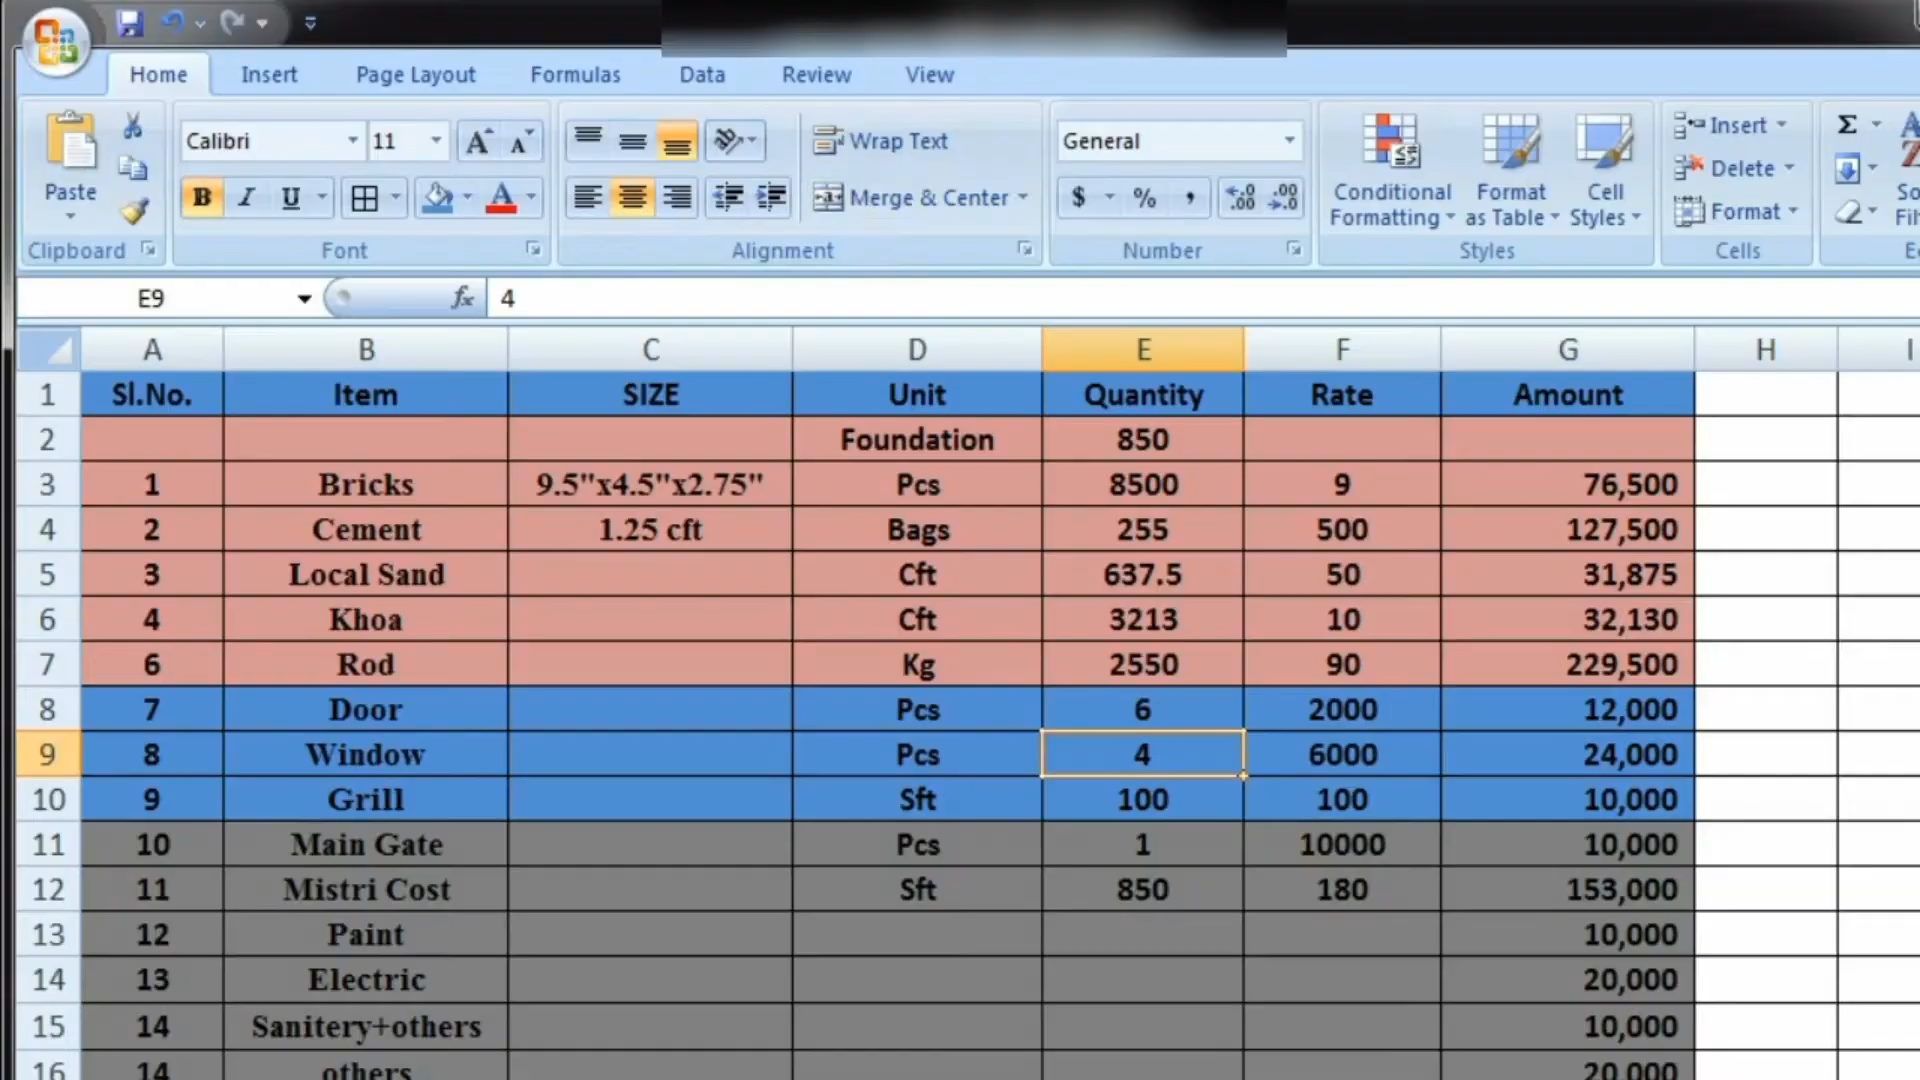 Home Insert Page Layout Formulas Data Review View
Calibri 11 A A Wrap Text General Insert Σ
Paste B I U A Merge & Center $ % , .00 .00 Conditional Formatting Format as Table Cell Styles Delete Format
Clipboard Font Alignment Number Styles Cells
E9 fx 4
A B C D E F G H I
1 Sl.No. Item SIZE Unit Quantity Rate Amount
2 Foundation 850
3 1 Bricks 9.5"x4.5"x2.75" Pcs 8500 9 76,500
4 2 Cement 1.25 cft Bags 255 500 127,500
5 3 Local Sand Cft 637.5 50 31,875
6 4 Khoa Cft 3213 10 32,130
7 6 Rod Kg 2550 90 229,500
8 7 Door Pcs 6 2000 12,000
9 8 Window Pcs 4 6000 24,000
10 9 Grill Sft 100 100 10,000
11 10 Main Gate Pcs 1 10000 10,000
12 11 Mistri Cost Sft 850 180 153,000
13 12 Paint 10,000
14 13 Electric 20,000
15 14 Sanitery+others 10,000
16 14 others 20,000